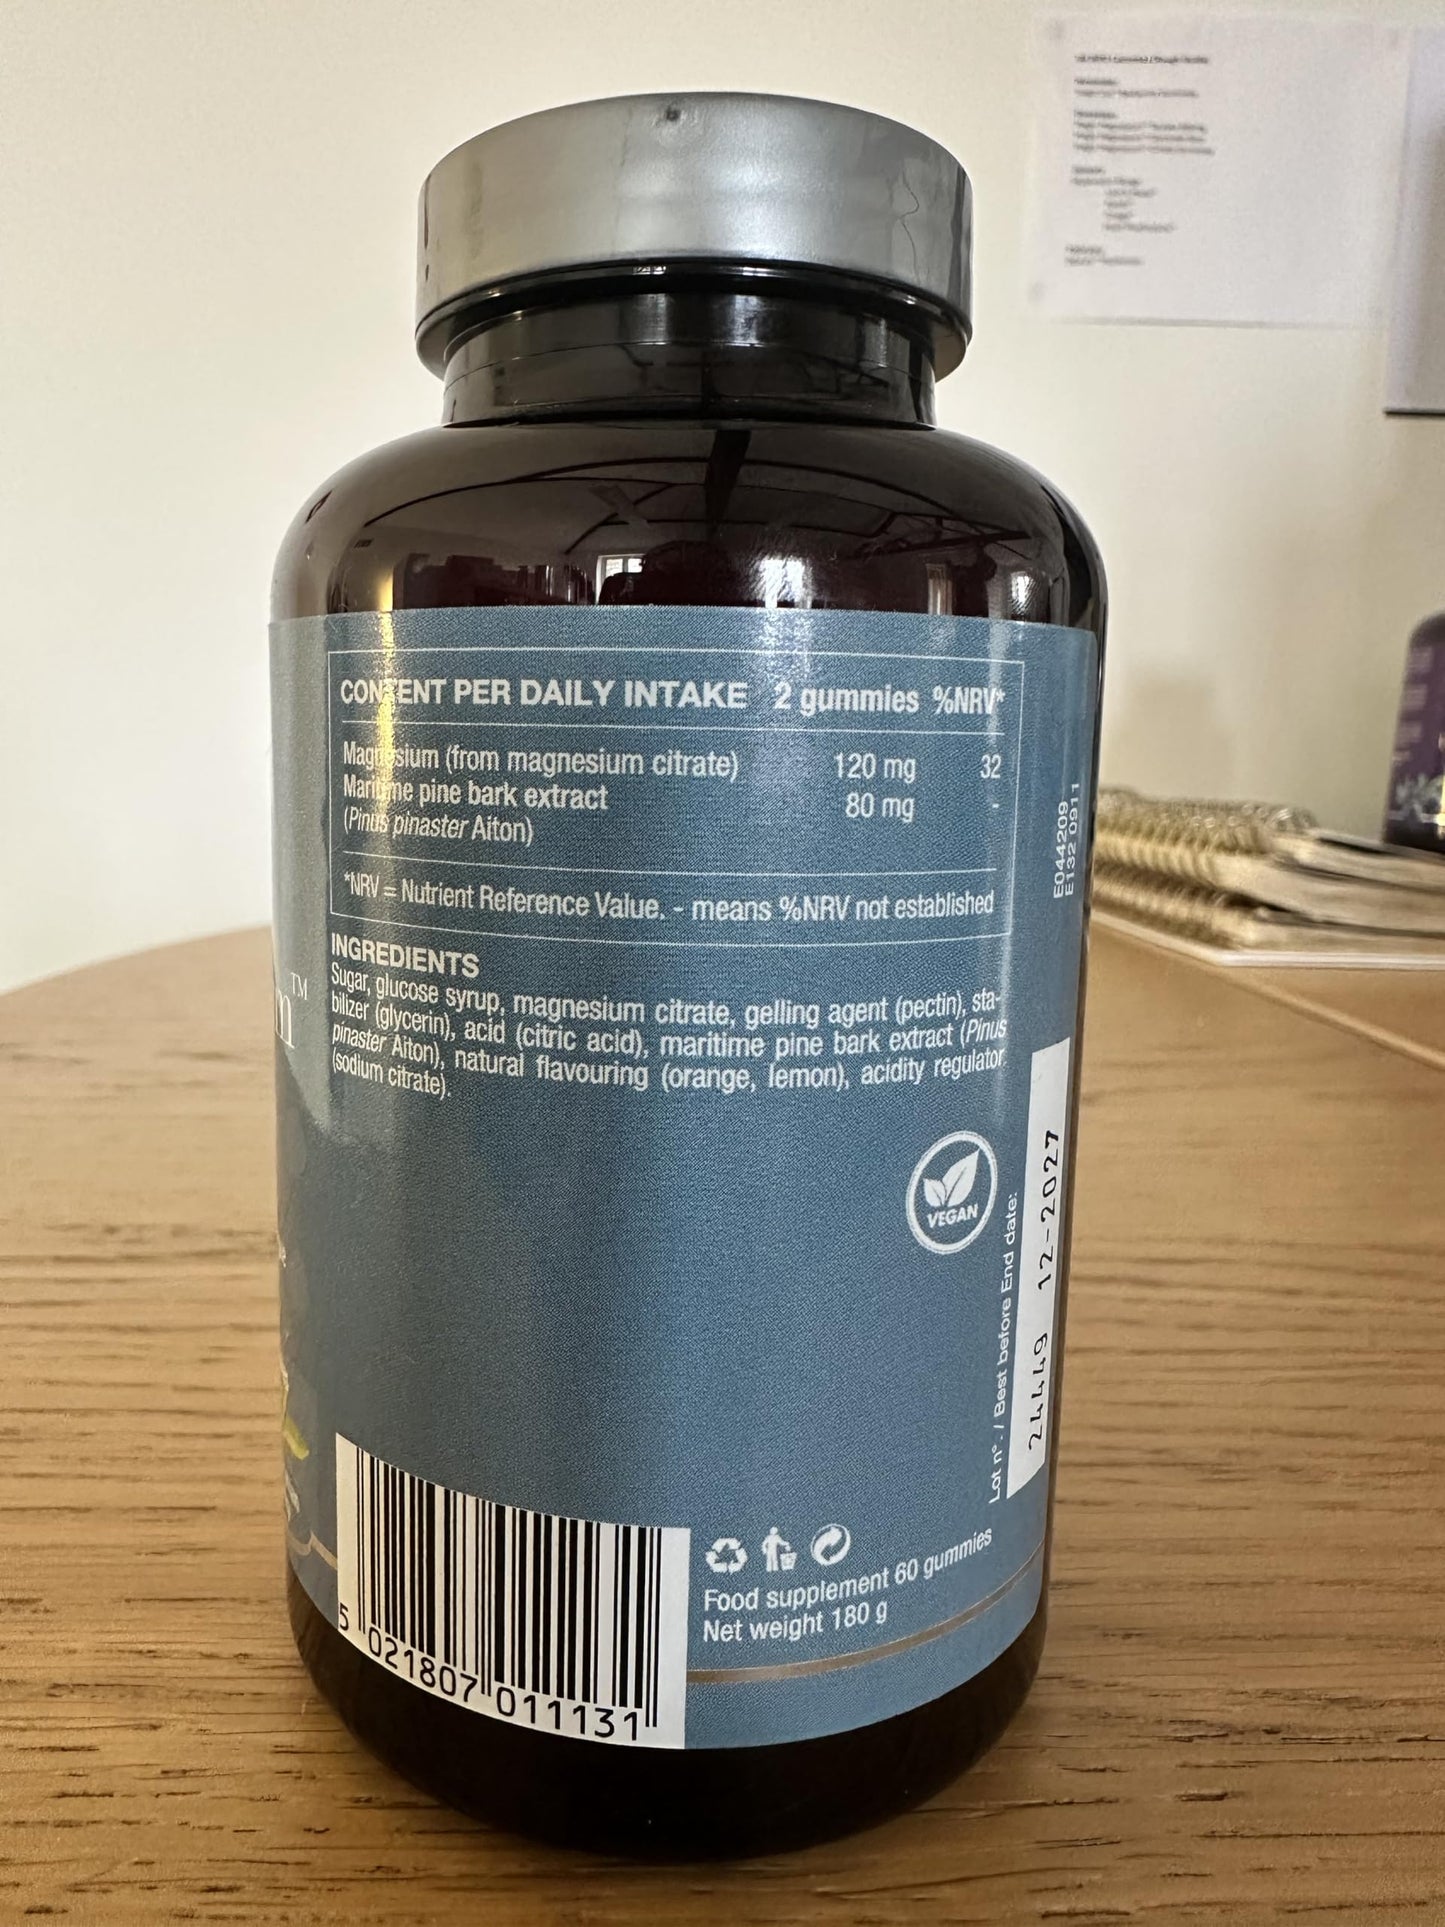 CONTENT PER DAILY INTAKE 2 gummies %NRV*
Magnesium (from magnesium citrate) 120 mg 32
Maritime pine bark extract 80 mg -
(Pinus pinaster Aiton)
*NRV = Nutrient Reference Value. - means %NRV not established
INGREDIENTS
Sugar, glucose syrup, magnesium citrate, gelling agent (pectin), sta-
bilizer (glycerin), acid (citric acid), maritime pine bark extract (Pinus
pinaster Aiton), natural flavouring (orange, lemon), acidity regulator
(sodium citrate).
TM
VEGAN
E044209
E132 0911
Lot n°. / Best before End date:
24449 12-2027
Food supplement 60 gummies
Net weight 180 g
5 021807 011131